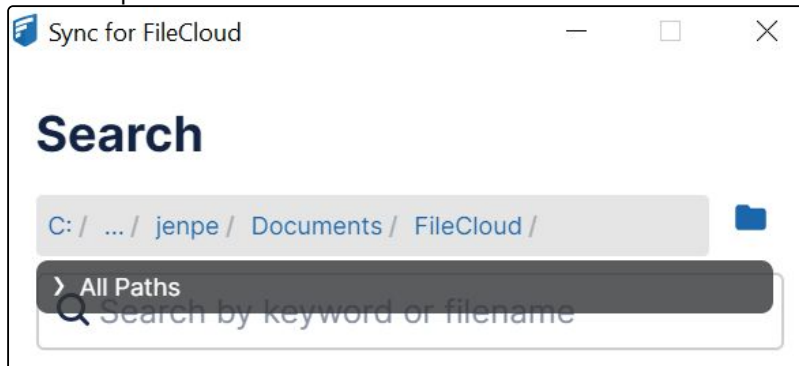 Sync for FileCloud
Search
C: / ... / jenpe / Documents / FileCloud /
All Paths
Search by keyword or filename